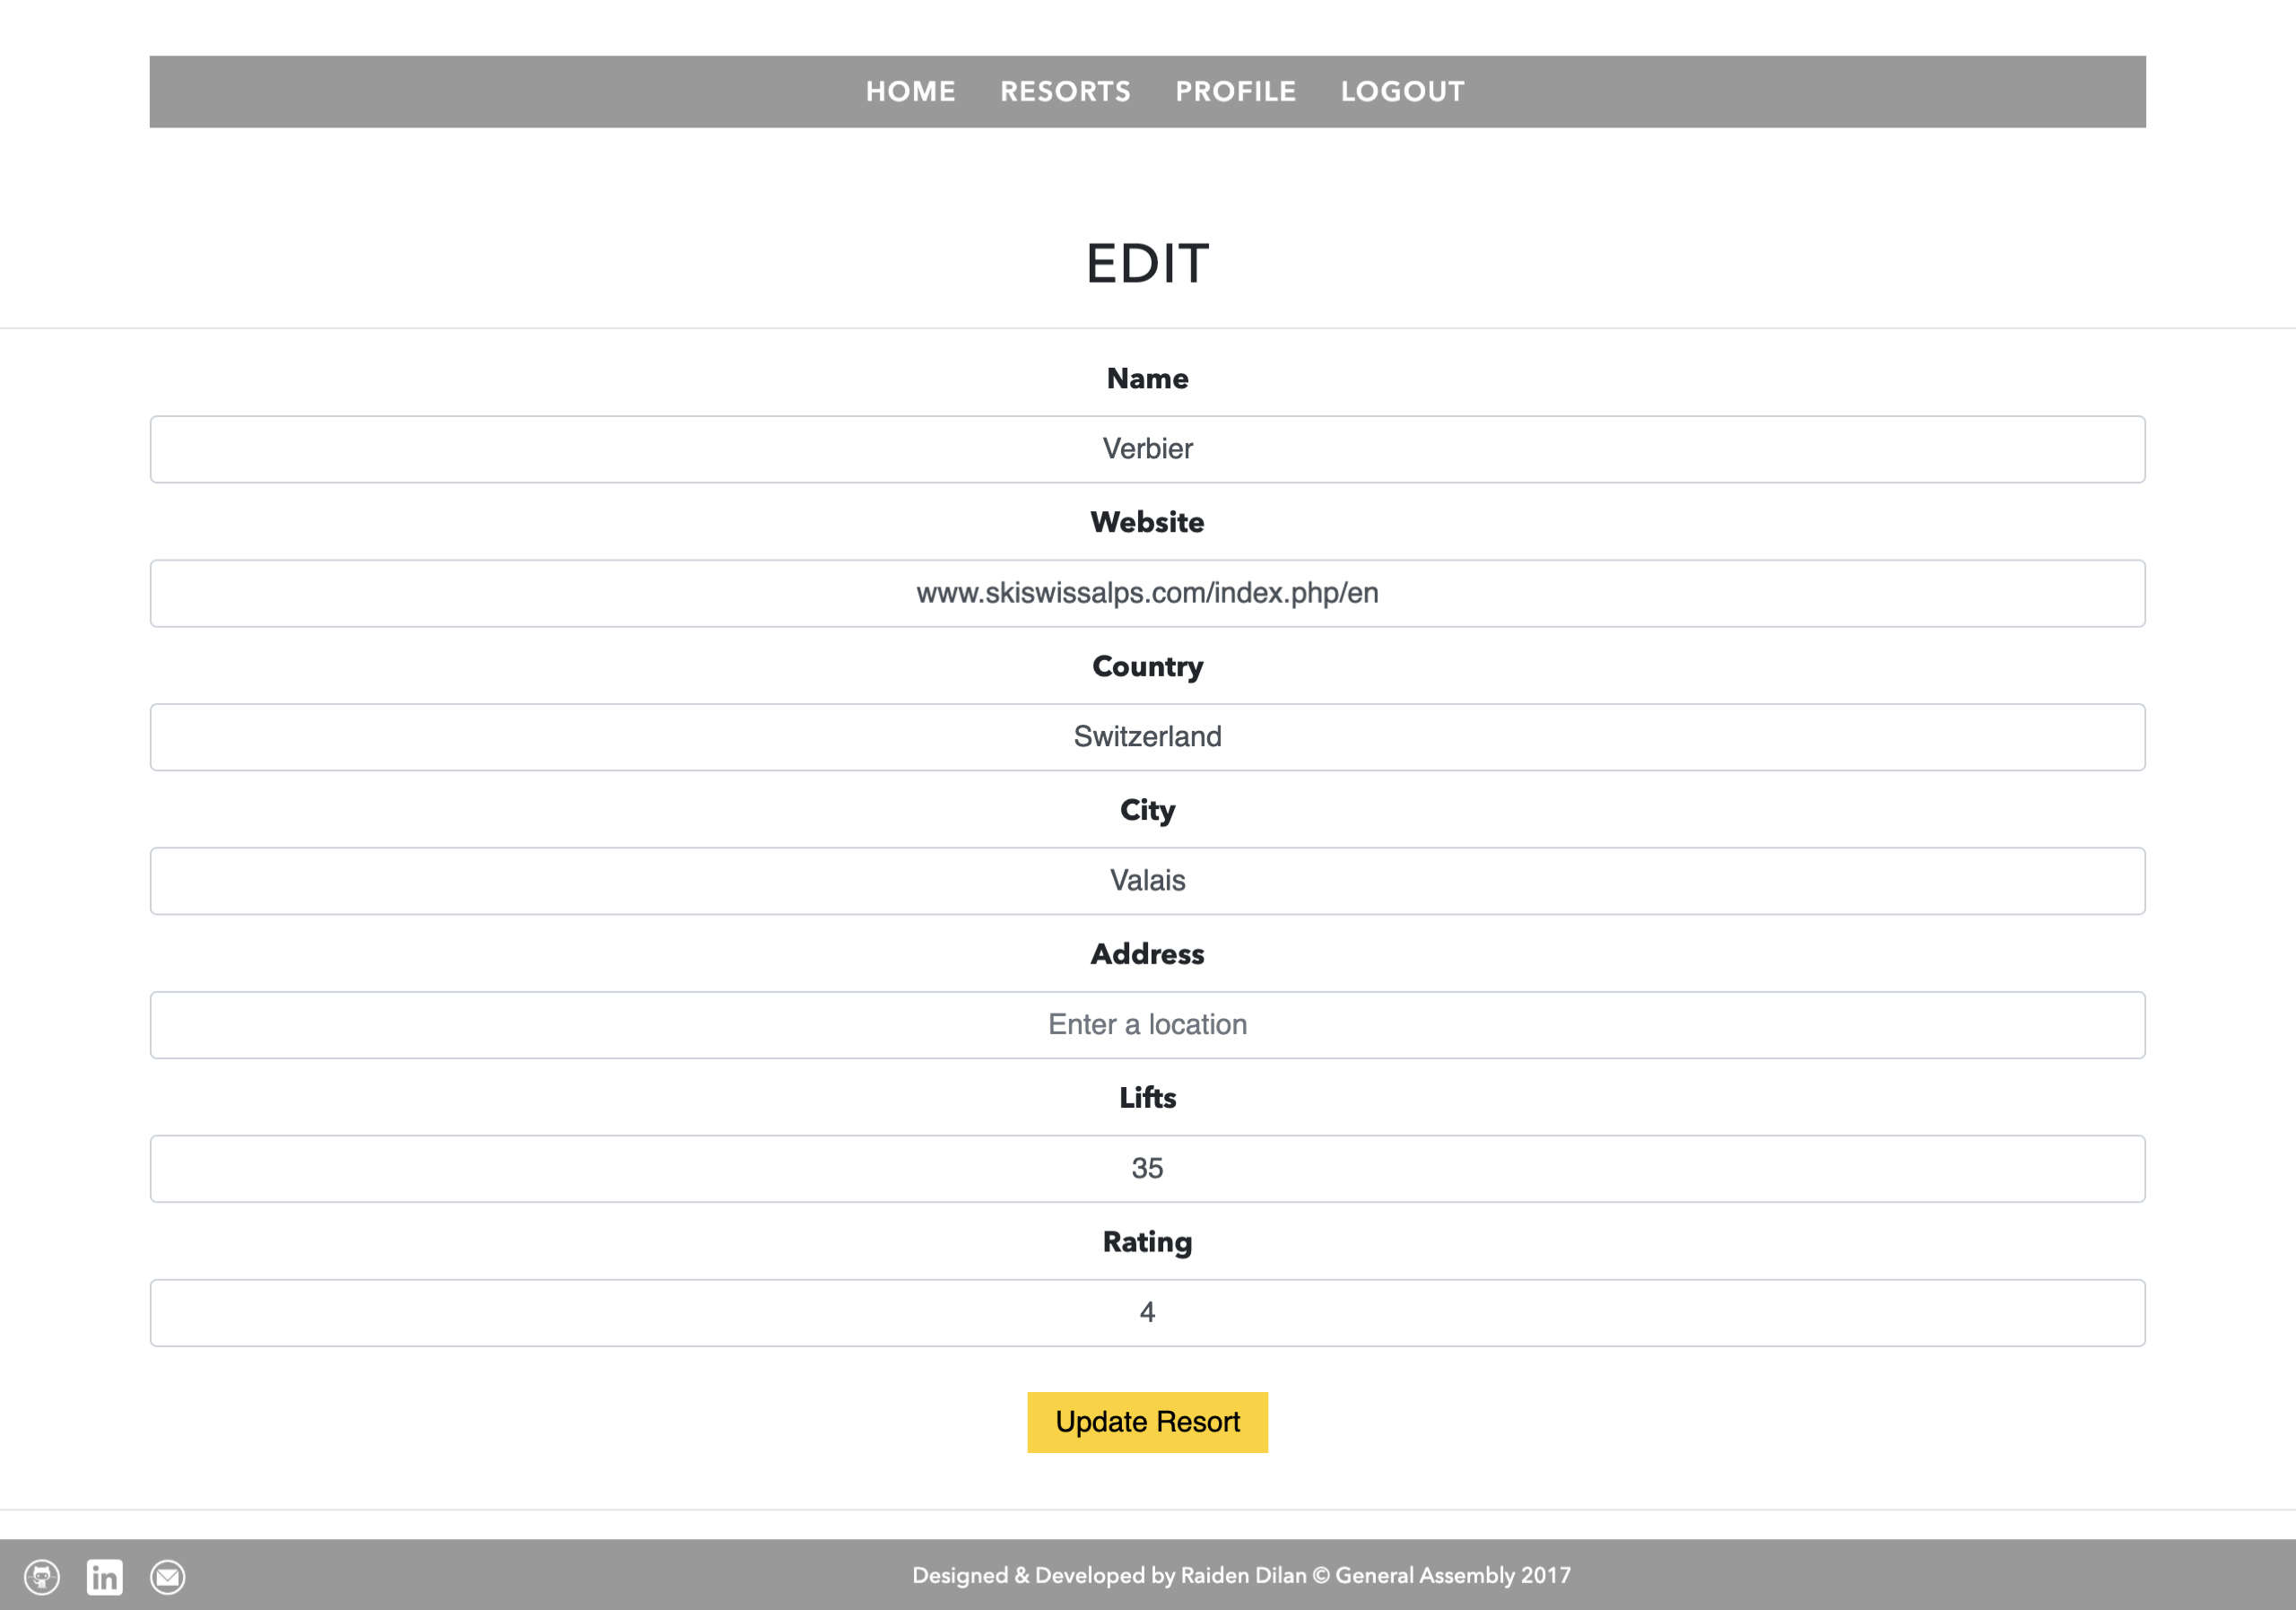 HOME RESORTS PROFILE LOGOUT
EDIT
Name
Verbier
Website
www.skiswissalps.com/index.php/en
Country
Switzerland
City
Valais
Address
Enter a location
Lifts
35
Rating
4
Update Resort
in
Designed & Developed by Raiden Dilan © General Assembly 2017